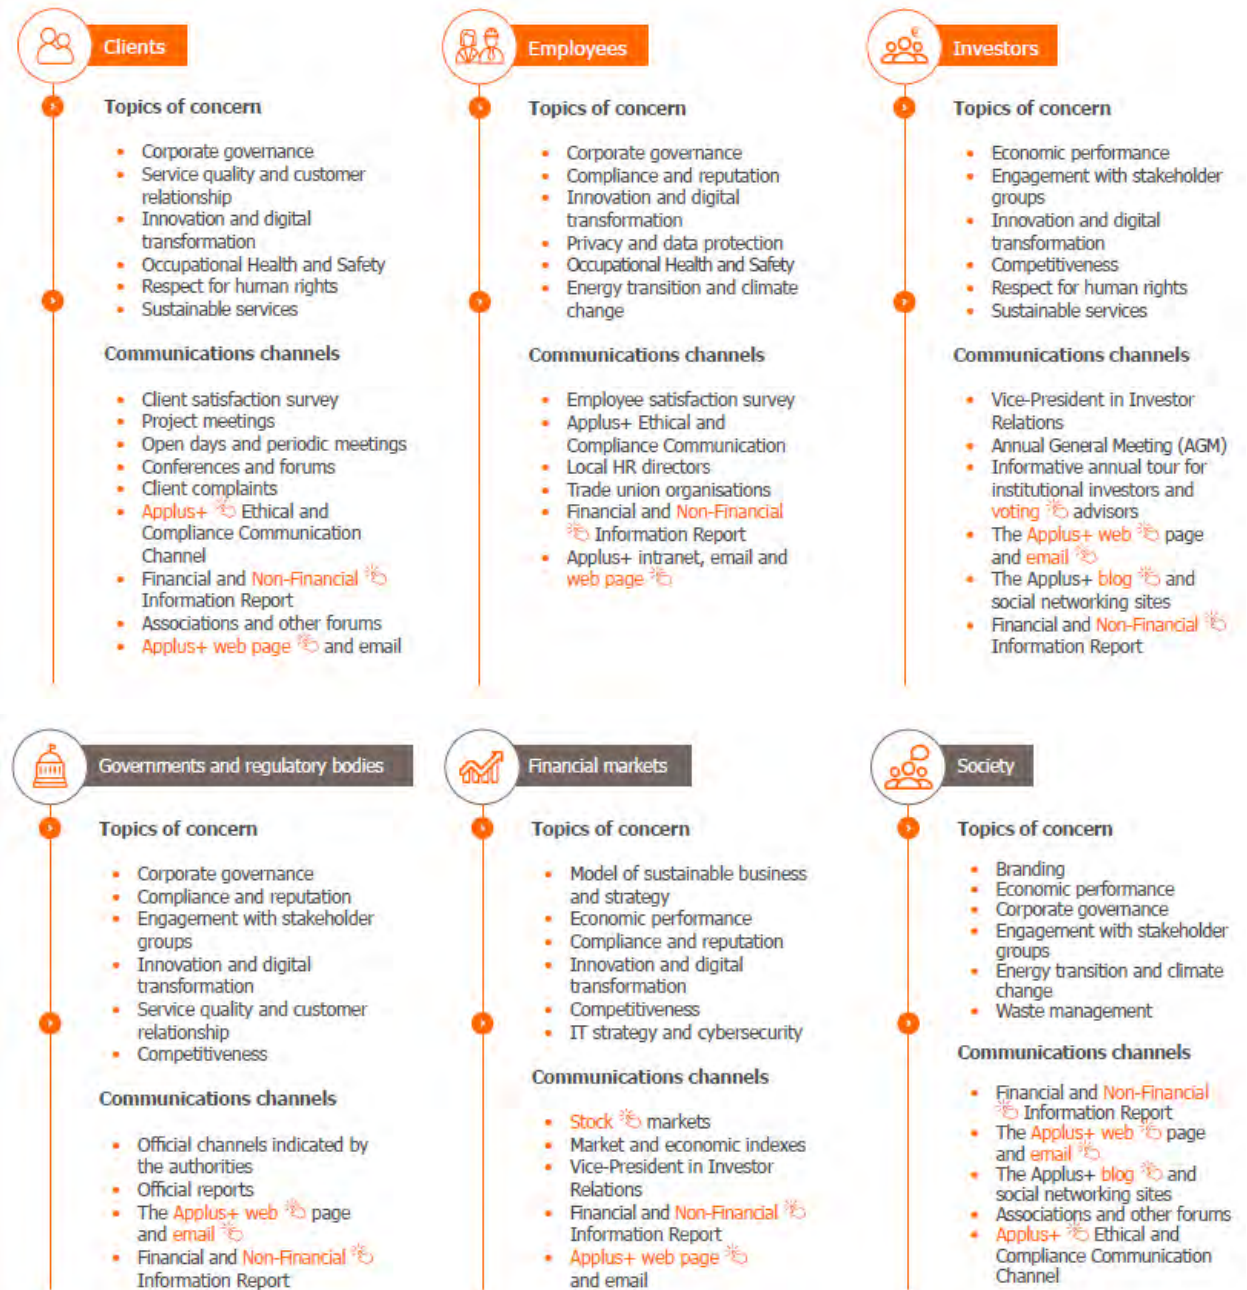 Clients
Topics of concern
Corporate governance
Service quality and customer
relationship
Innovation and digital
transformation
Occupational Health and Safety
Respect for human rights
Sustainable services
Communications channels
Client satisfaction survey
Project meetings
Open days and periodic meetings
Conferences and forums
Client complaints
Applus+ Ethical and
Compliance Communication
Channel
Financial and Non-Financial
Information Report
Associations and other forums
Applus+ web page and email
Employees
Topics of concern
Corporate governance
Compliance and reputation
Innovation and digital
transformation
Privacy and data protection
Occupational Health and Safety
Energy transition and climate
change
Communications channels
Employee satisfaction survey
Applus+ Ethical and
Compliance Communication
Local HR directors
Trade union organisations
Financial and Non-Financial
Information Report
Applus+ intranet, email and
web page
€
Investors
Topics of concern
Economic performance
Engagement with stakeholder
groups
Innovation and digital
transformation
Competitiveness
Respect for human rights
Sustainable services
Communications channels
Vice-President in Investor
Relations
Annual General Meeting (AGM)
Informative annual tour for
institutional investors and
voting advisors
The Applus+ web page
and email
The Applus+ blog and
social networking sites
Financial and Non-Financial
Information Report
Governments and regulatory bodies
Topics of concern
Corporate governance
Compliance and reputation
Engagement with stakeholder
groups
Innovation and digital
transformation
Service quality and customer
relationship
Competitiveness
Communications channels
Official channels indicated by
the authorities
Official reports
The Applus+ web page
and email
Financial and Non-Financial
Information Report
Financial markets
Topics of concern
Model of sustainable business
and strategy
Economic performance
Compliance and reputation
Innovation and digital
transformation
Competitiveness
IT strategy and cybersecurity
Communications channels
Stock markets
Market and economic indexes
Vice-President in Investor
Relations
Financial and Non-Financial
Information Report
Applus+ web page
and email
Society
Topics of concern
Branding
Economic performance
Corporate governance
Engagement with stakeholder
groups
Energy transition and climate
change
Waste management
Communications channels
Financial and Non-Financial
Information Report
The Applus+ web page
and email
The Applus+ blog and
social networking sites
Associations and other forums
Applus+ Ethical and
Compliance Communication
Channel